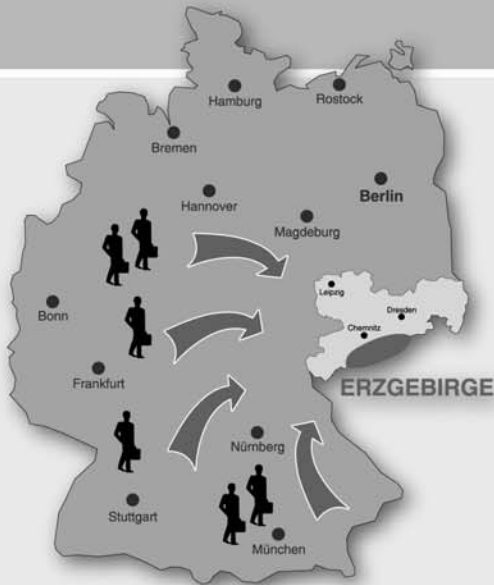 Hamburg
Rostock
Bremen
Berlin
Hannover
Magdeburg
Leipzig
Bonn
Dresden
Chemnitz
Frankfurt
ERZGEBIRGE
Nürnberg
Stuttgart
München